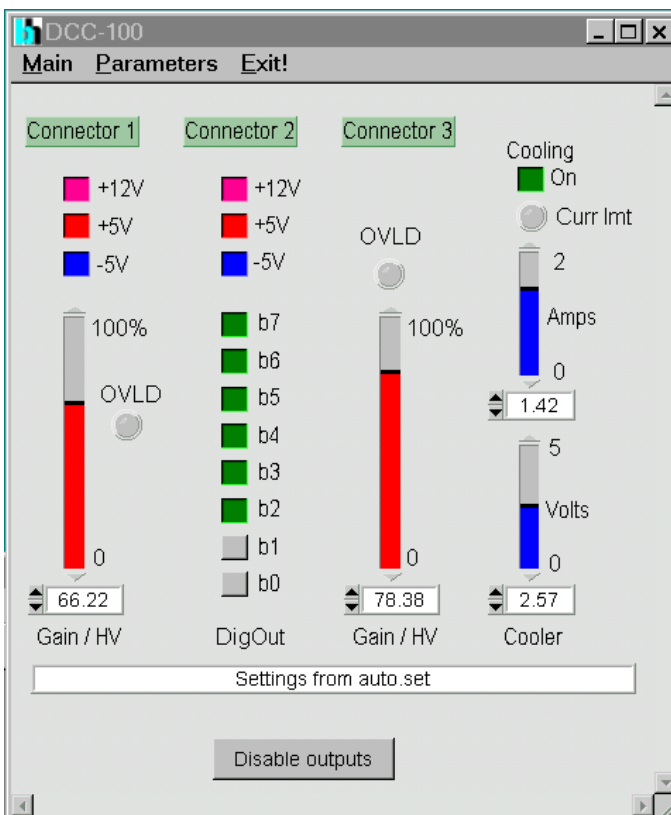 DCC-100
Main Parameters Exit!
Connector 1 Connector 2 Connector 3
Cooling
On
Curr lmt
+12V
+5V
-5V
+12V
+5V
-5V
OVLD
2
Amps
0
1.42
100%
OVLD
0
66.22
Gain / HV
b7
b6
b5
b4
b3
b2
b1
b0
DigOut
100%
0
78.38
Gain / HV
5
Volts
0
2.57
Cooler
Settings from auto.set
Disable outputs